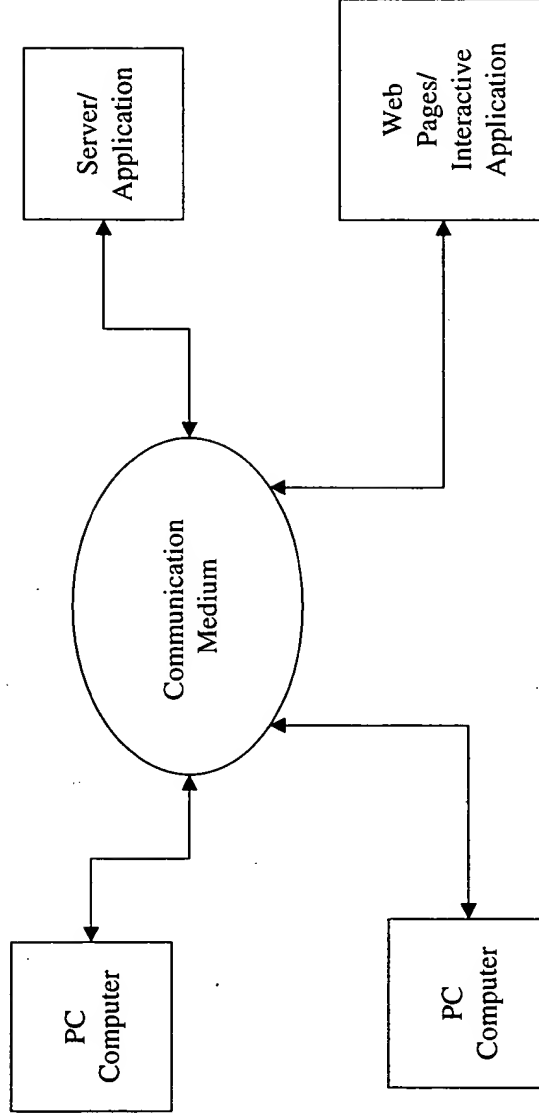 PC
Computer
Communication
Medium
Server/
Application
PC
Computer
Web
Pages/
Interactive
Application